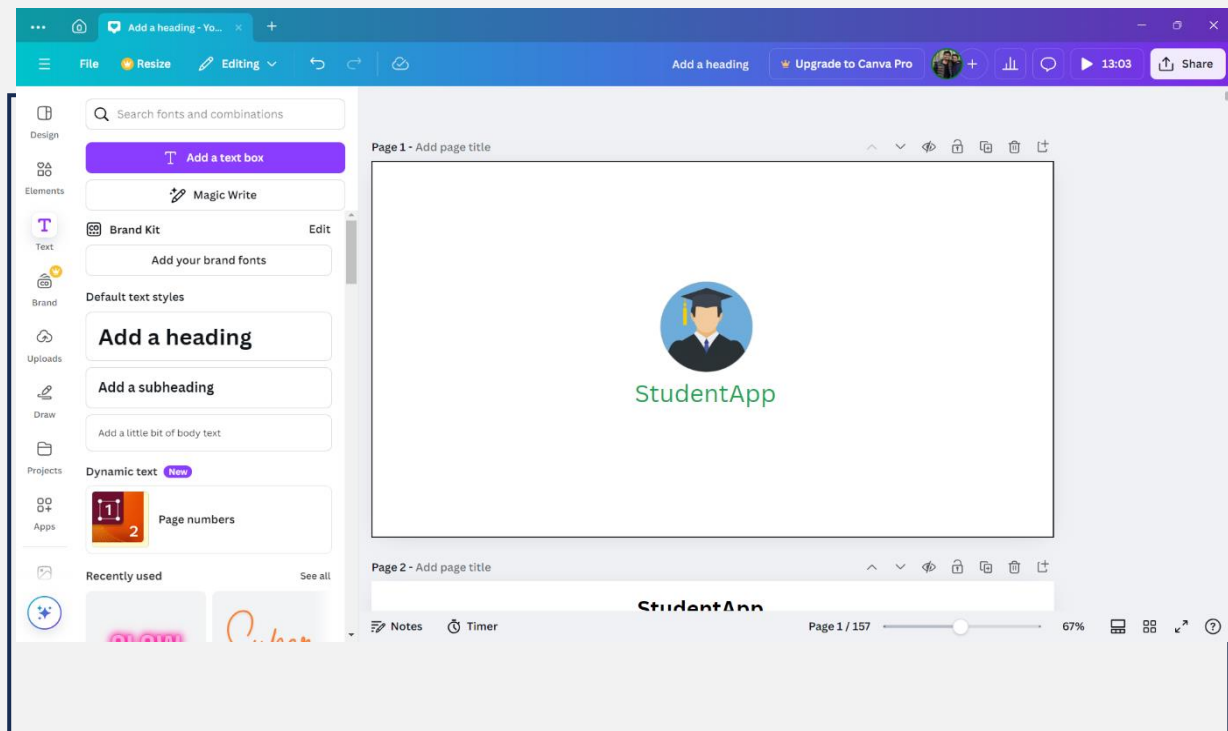 Add a heading - Yo...
File
Resize
Editing
Add a heading
Upgrade to Canva Pro
13:03
Share
Design
Elements
Text
Brand
Uploads
Draw
Projects
Apps
Search fonts and combinations
Add a text box
Magic Write
Brand Kit
Edit
Add your brand fonts
Default text styles
Add a heading
Add a subheading
Add a little bit of body text
Dynamic text New
1
2
Page numbers
Recently used
See all
Page 1 - Add page title
StudentApp
Page 2 - Add page title
StudentApp
Notes
Timer
Page 1 / 157
67%